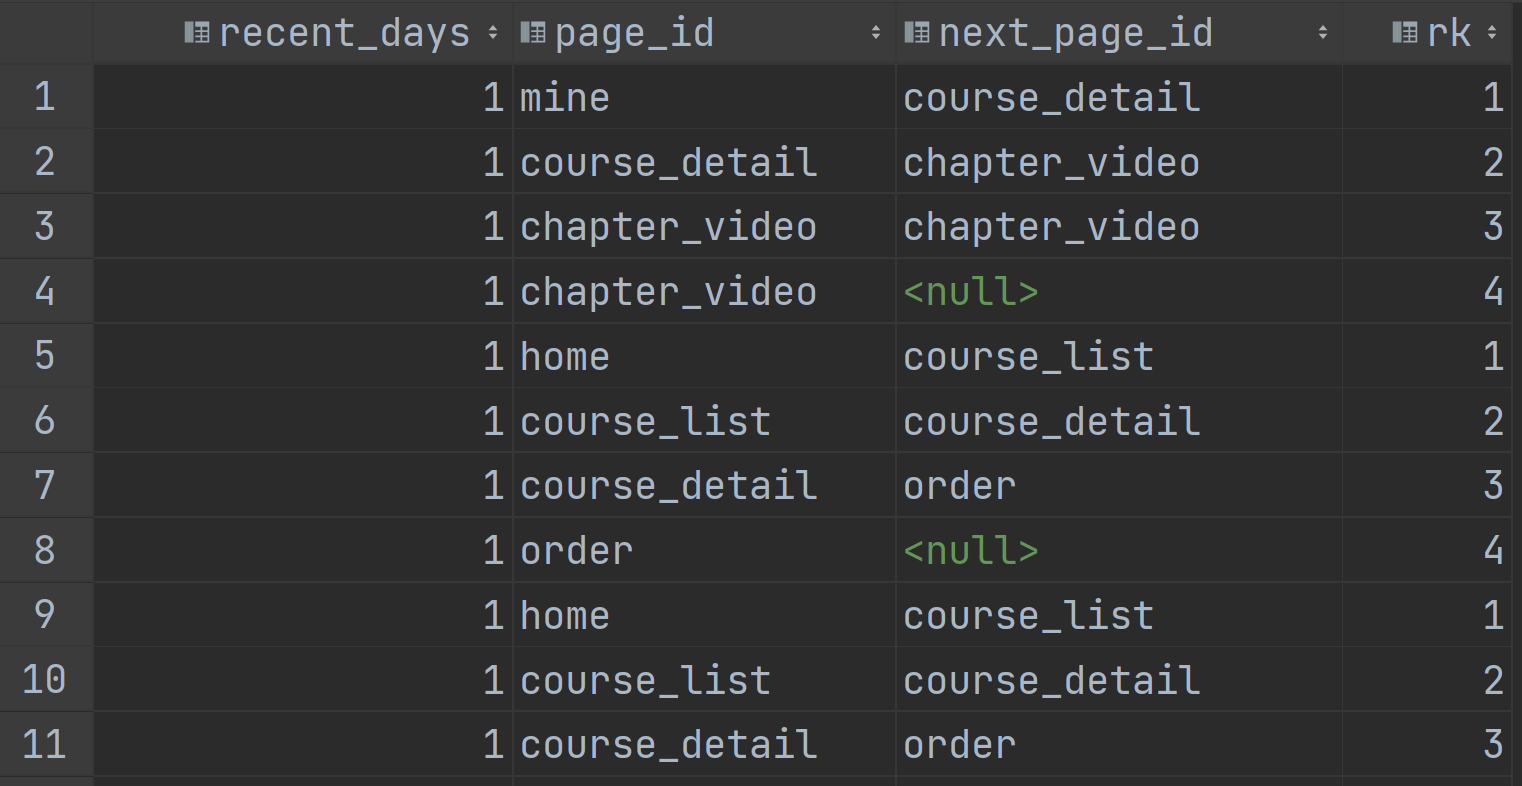 recent_days page_id next_page_id rk
1 1 mine course_detail 1
2 1 course_detail chapter_video 2
3 1 chapter_video chapter_video 3
4 1 chapter_video <null> 4
5 1 home course_list 1
6 1 course_list course_detail 2
7 1 course_detail order 3
8 1 order <null> 4
9 1 home course_list 1
10 1 course_list course_detail 2
11 1 course_detail order 3